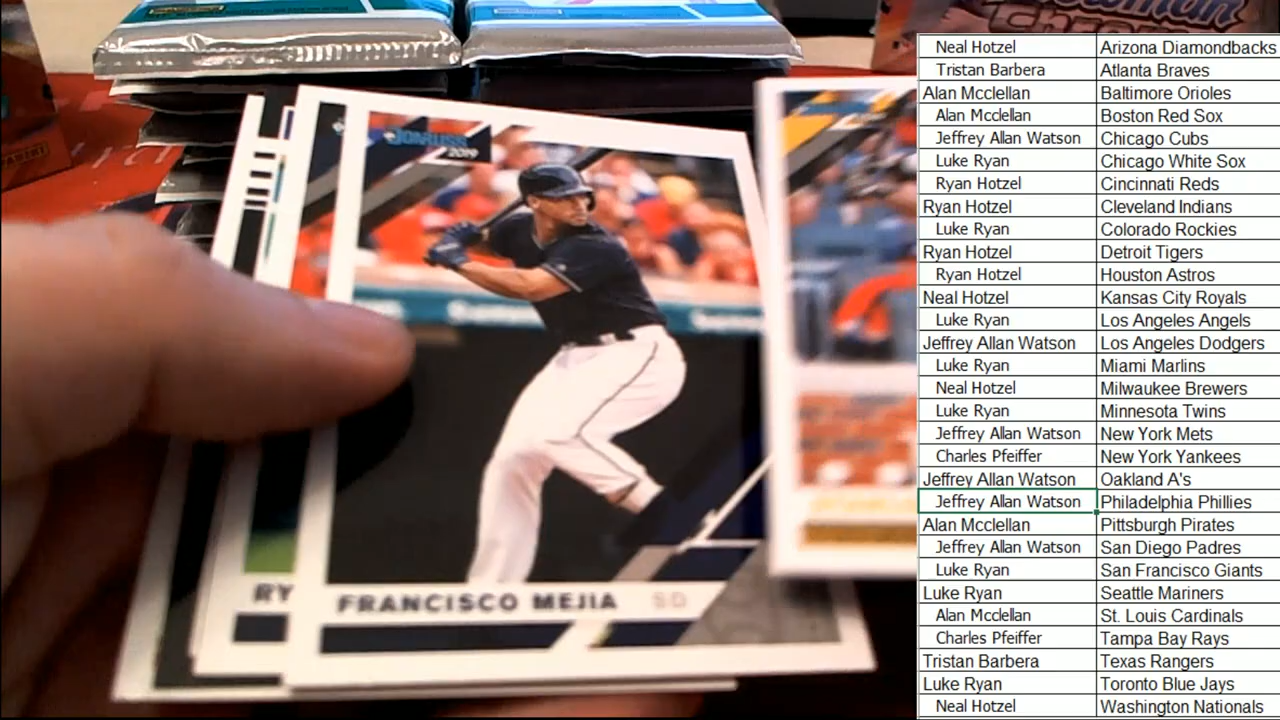 DONRUSS
2019
RY
FRANCISCO MEJIA SD
PANINI
Chrome
Neal Hotzel Arizona Diamondbacks
Tristan Barbera Atlanta Braves
Alan Mcclellan Baltimore Orioles
Alan Mclellan Boston Red Sox
Jeffrey Allan Watson Chicago Cubs
Luke Ryan Chicago White Sox
Ryan Hotzel Cincinnati Reds
Ryan Hotzel Cleveland Indians
Luke Ryan Colorado Rockies
Ryan Hotzel Detroit Tigers
Ryan Hotzel Houston Astros
Neal Hotzel Kansas City Royals
Luke Ryan Los Angeles Angels
Jeffrey Allan Watson Los Angeles Dodgers
Luke Ryan Miami Marlins
Neal Hotzel Milwaukee Brewers
Luke Ryan Minnesota Twins
Jeffrey Allan Watson New York Mets
Charles Pfeiffer New York Yankees
Jeffrey Allan Watson Oakland A's
Jeffrey Allan Watson Philadelphia Phillies
Alan Mcclellan Pittsburgh Pirates
Jeffrey Allan Watson San Diego Padres
Luke Ryan San Francisco Giants
Luke Ryan Seattle Mariners
Alan Mcclellan St. Louis Cardinals
Charles Pfeiffer Tampa Bay Rays
Tristan Barbera Texas Rangers
Luke Ryan Toronto Blue Jays
Neal Hotzel Washington Nationals